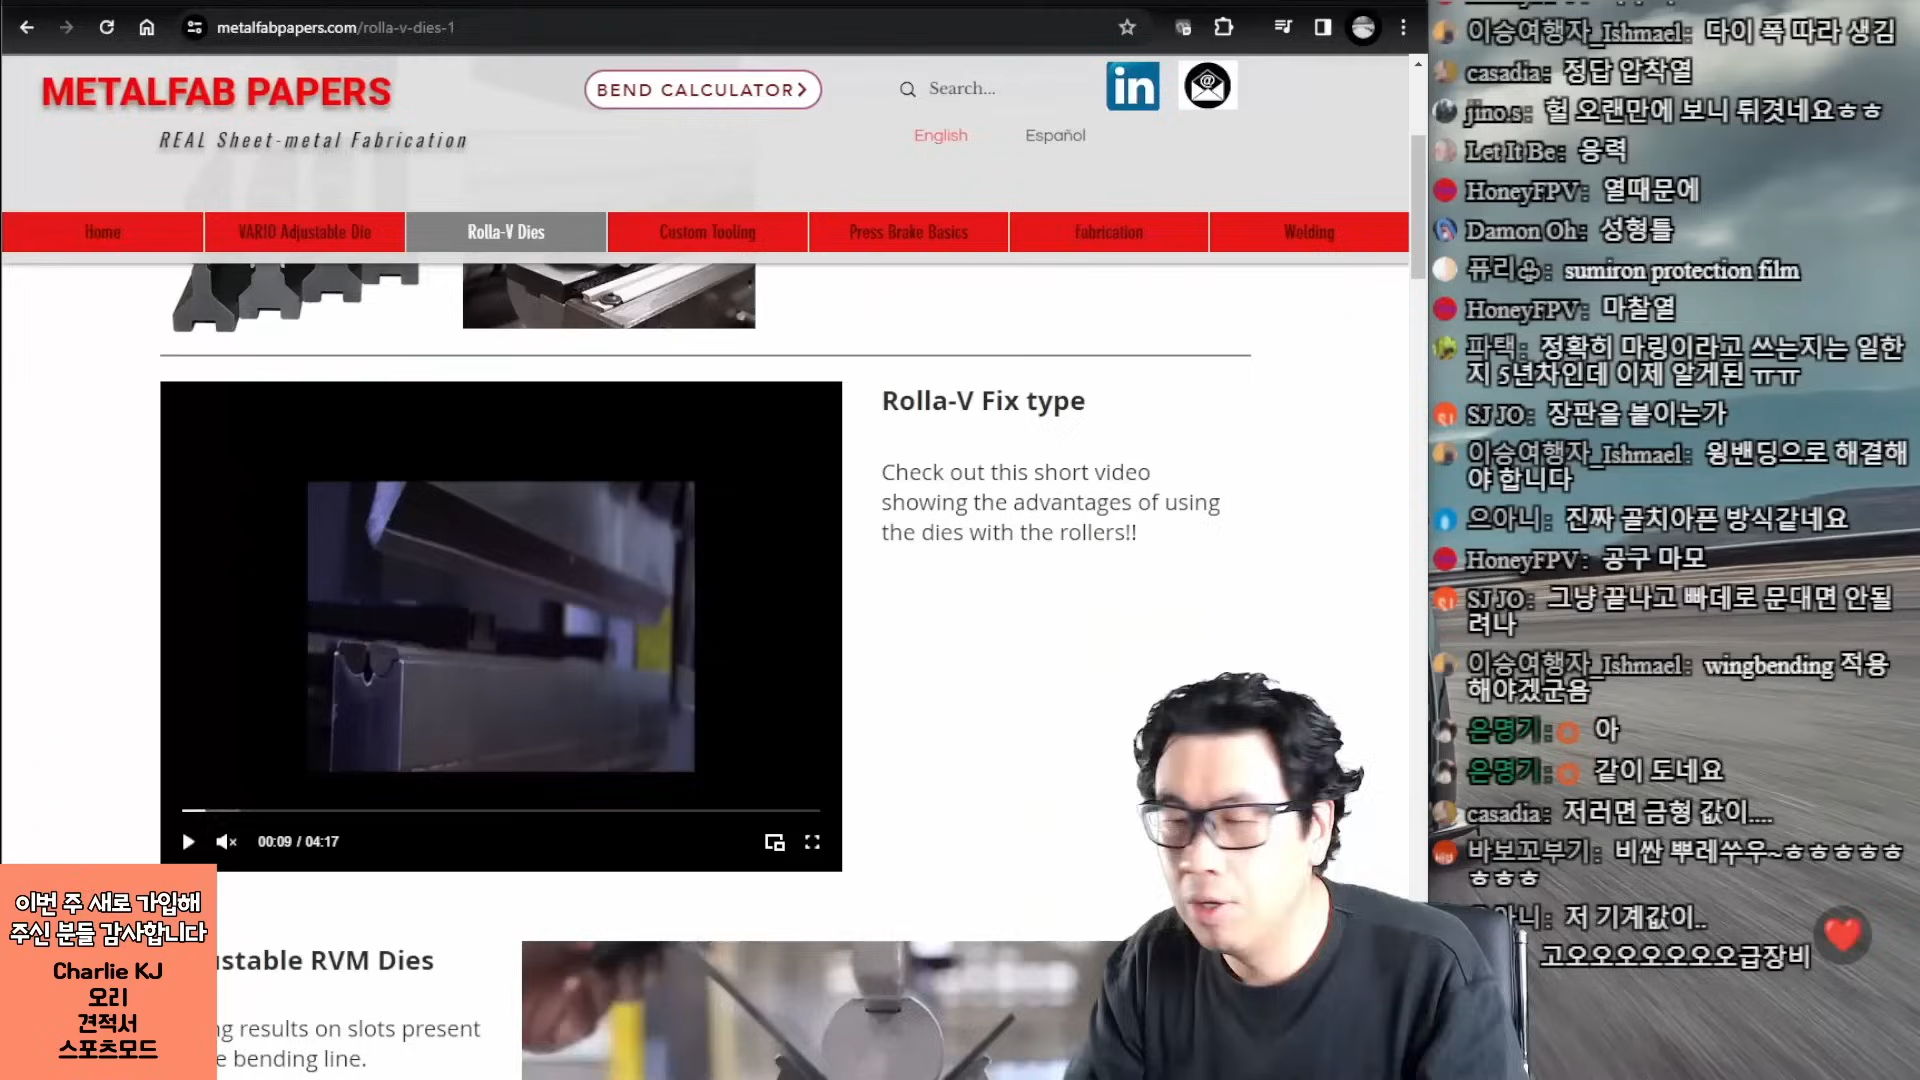 metalfabpapers.com/rolla-v-dies-1
METALFAB PAPERS
REAL Sheet-metal Fabrication
BEND CALCULATOR
Search...
in
English
Español
Home
VARIO Adjustable Die
Rolla-V Dies
Custom Tooling
Press Brake Basics
Fabrication
Welding
Rolla-V Fix type
Check out this short video
showing the advantages of using
the dies with the rollers!!
00:09 / 04:17
ustable RVM Dies
ng results on slots present
e bending line.
이번 주 새로 가입해
주신 분들 감사합니다
Charlie KJ
오리
견적서
스포츠모드
이승여행자_Ishmael: 다이 폭 따라 생김
casadia: 정답 압착열
jino.s: 헐 오랜만에 보니 튀겻네요ㅎㅎ
Let It Be: 응력
HoneyFPV: 열때문에
Damon Oh: 성형틀
퓨리: sumiron protection film
HoneyFPV: 마찰열
파택: 정확히 마링이라고 쓰는지는 일한
지 5년차인데 이제 알게된 ㅠㅠ
SJ JO: 장판을 붙이는가
이승여행자_Ishmael: 윙밴딩으로 해결해
야 합니다
으아니: 진짜 골치아픈 방식같네요
HoneyFPV: 공구 마모
SJ JO: 그냥 끝나고 빠데로 문대면 안될
려나
이승여행자_Ishmael: wingbending 적용
해야겠군욤
은명기: 아
은명기: 같이 도네요
casadia: 저러면 금형 값이....
바보꼬부기: 비싼 뿌레쑤우~ㅎㅎㅎㅎㅎ
ㅎㅎㅎ
아니: 저 기계값이..
고오오오오오오오급장비